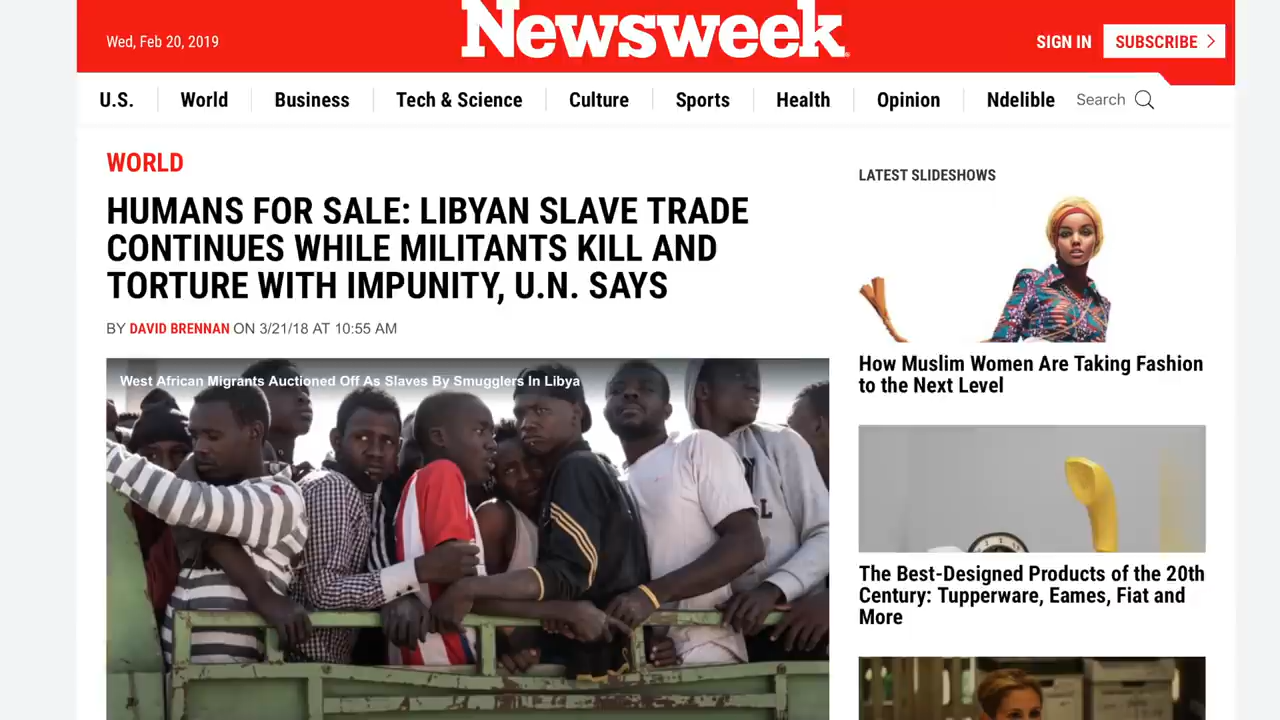 Wed, Feb 20, 2019
Newsweek
SIGN IN
SUBSCRIBE
U.S.
World
Business
Tech & Science
Culture
Sports
Health
Opinion
Ndelible
Search
WORLD
HUMANS FOR SALE: LIBYAN SLAVE TRADE
CONTINUES WHILE MILITANTS KILL AND
TORTURE WITH IMPUNITY, U.N. SAYS
BY DAVID BRENNAN ON 3/21/18 AT 10:55 AM
West African Migrants Auctioned Off As Slaves By Smugglers In Libya
LATEST SLIDESHOWS
How Muslim Women Are Taking Fashion
to the Next Level
The Best-Designed Products of the 20th
Century: Tupperware, Eames, Fiat and
More